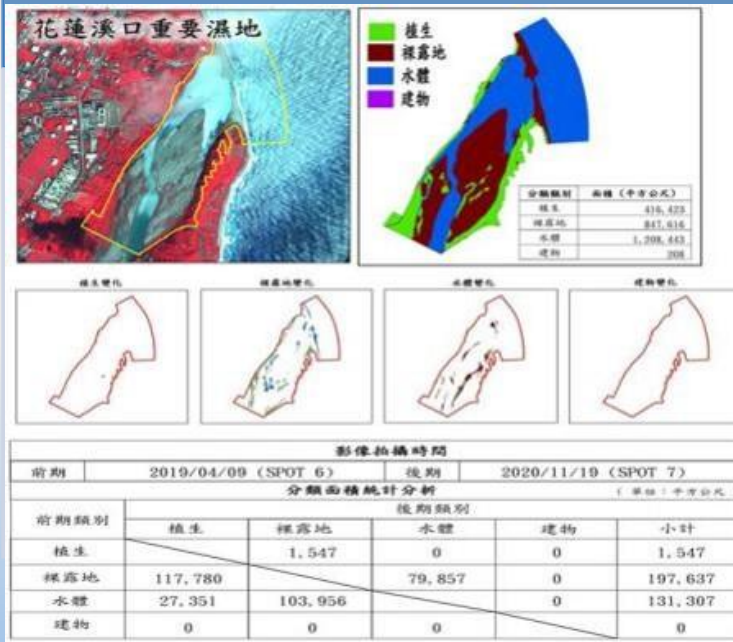 花蓮溪口重要濕地
植生
裸露地
水體
建物
分類類別 面積（平方公尺）
植生 416,423
裸露地 847,616
水體 1,208,443
建物 208
植生變化 裸露地變化 水體變化 建物變化
影像拍攝時間
前期 2019/04/09 (SPOT 6) 後期 2020/11/19 (SPOT 7)
分類面積統計分析 （單位：平方公尺
前期類別 後期類別
植生 裸露地 水體 建物 小計
植生 1,547 0 0 1,547
裸露地 117,780 79,857 0 197,637
水體 27,351 103,956 0 131,307
建物 0 0 0 0